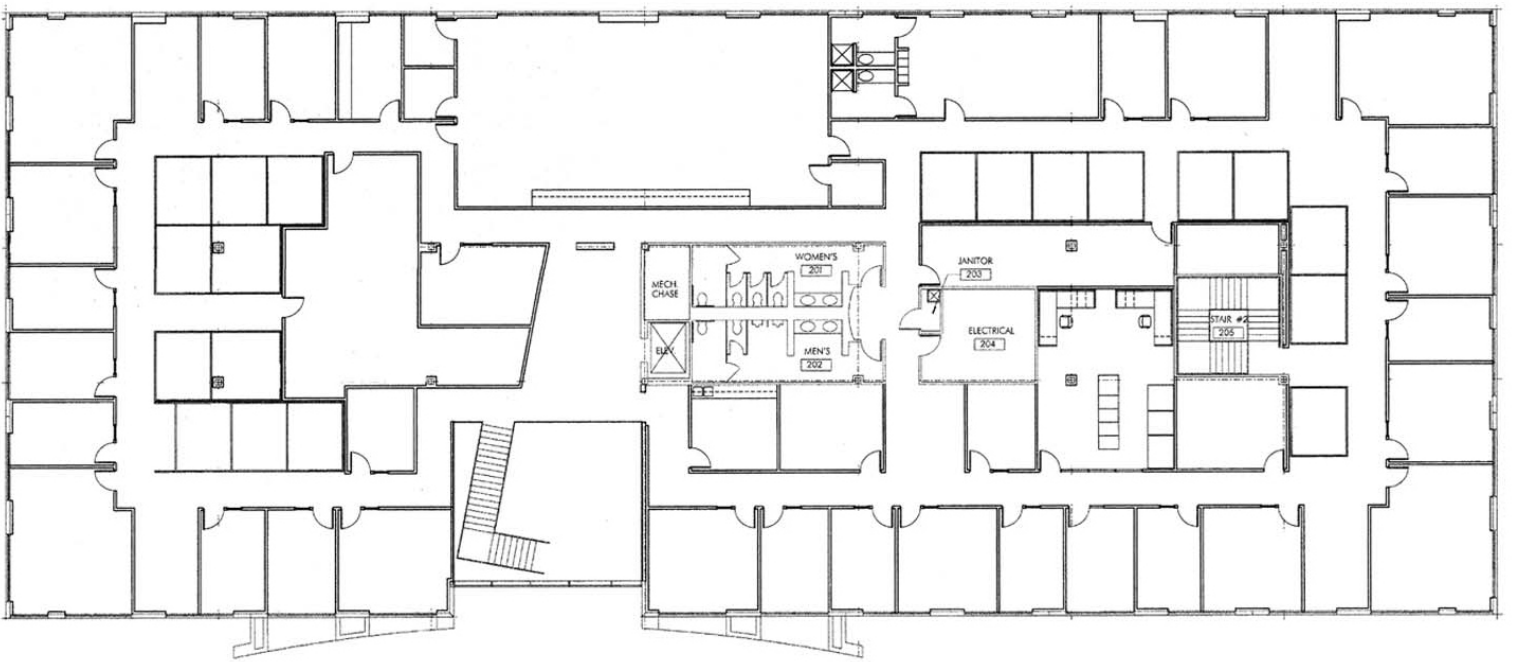 WOMEN'S
201
JANITOR
203
MECH.
CHASE
STAIR #2
205
ELECTRICAL
204
ELEV.
MEN'S
202